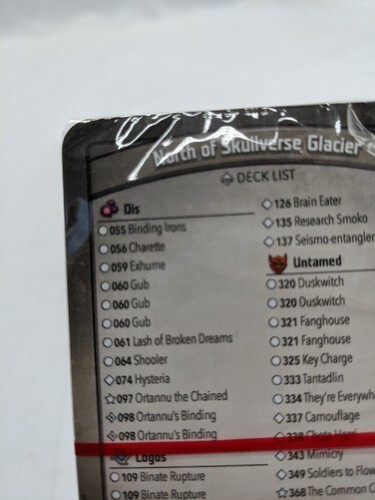 North of Skullverse Glacier
DECK LIST
Dis
055 Binding Irons
056 Charette
059 Exhume
060 Gub
060 Gub
060 Gub
061 Lash of Broken Dreams
064 Shooler
074 Hysteria
097 Ortannu the Chained
098 Ortannu's Binding
098 Ortannu's Binding
Logos
109 Binate Rupture
109 Binate Rupture
126 Brain Eater
135 Research Smoko
137 Seismo-entangler
Untamed
320 Duskwitch
320 Duskwitch
321 Fanghouse
321 Fanghouse
325 Key Charge
333 Tantadlin
334 They're Everywh
337 Camouflage
343 Mimicry
349 Soldiers to Flow
368 The Common C